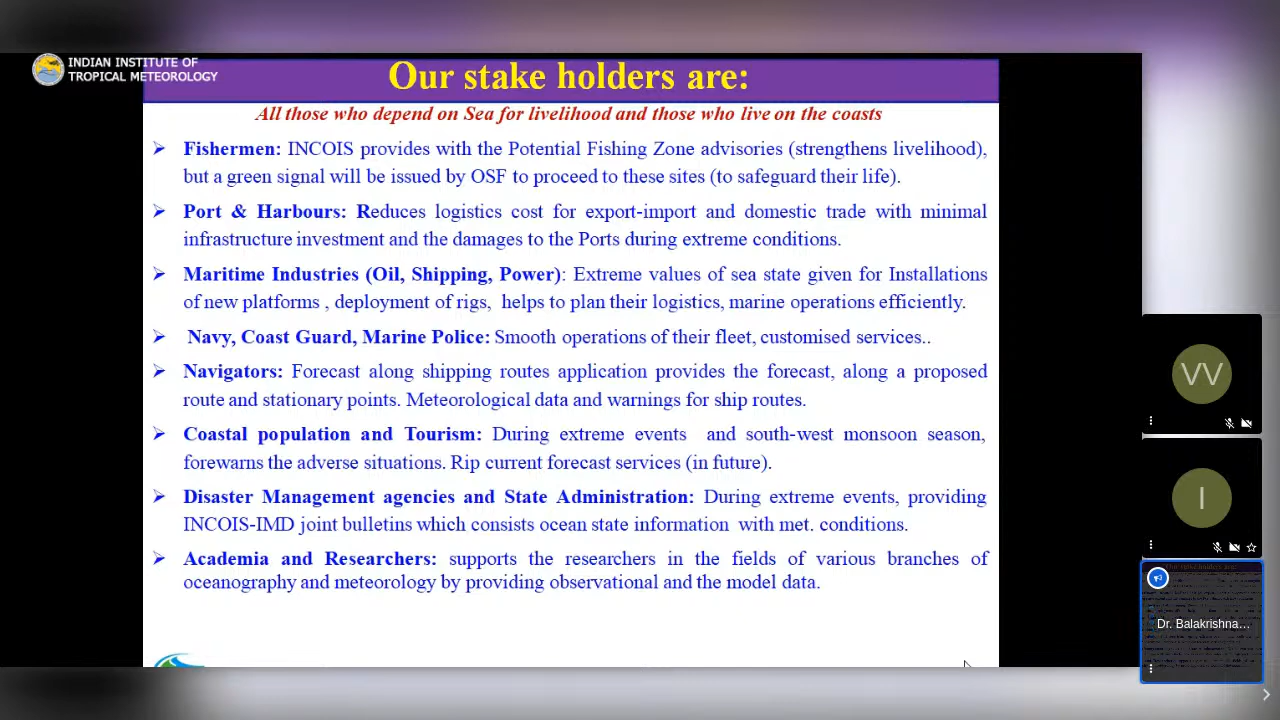 INDIAN INSTITUTE OF
TROPICAL METEOROLOGY
Our stake holders are:
All those who depend on Sea for livelihood and those who live on the coasts
Fishermen: INCOIS provides with the Potential Fishing Zone advisories (strengthens livelihood),
but a green signal will be issued by OSF to proceed to these sites (to safeguard their life).
Port & Harbours: Reduces logistics cost for export-import and domestic trade with minimal
infrastructure investment and the damages to the Ports during extreme conditions.
Maritime Industries (Oil, Shipping, Power): Extreme values of sea state given for Installations
of new platforms , deployment of rigs, helps to plan their logistics, marine operations efficiently.
Navy, Coast Guard, Marine Police: Smooth operations of their fleet, customised services..
Navigators: Forecast along shipping routes application provides the forecast, along a proposed
route and stationary points. Meteorological data and warnings for ship routes.
Coastal population and Tourism: During extreme events and south-west monsoon season,
forewarns the adverse situations. Rip current forecast services (in future).
Disaster Management agencies and State Administration: During extreme events, providing
INCOIS-IMD joint bulletins which consists ocean state information with met. conditions.
Academia and Researchers: supports the researchers in the fields of various branches of
oceanography and meteorology by providing observational and the model data.
VV
I
Dr. Balakrishna...